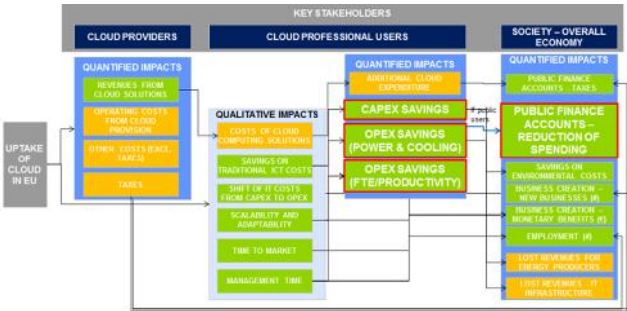 KEY STAKEHOLDERS
CLOUD PROVIDERS
CLOUD PROFESSIONAL USERS
SOCIETY – OVERALL
ECONOMY
QUANTIFIED IMPACTS
REVENUES FROM
CLOUD SOLUTIONS
OPERATING COSTS
FROM CLOUD
PROVISION
OTHER COSTS (EXCL.
TAXES)
TAXES
UPTAKE
OF
CLOUD
IN EU
QUALITATIVE IMPACTS
COSTS OF CLOUD
COMPUTING SOLUTIONS
SAVINGS ON
TRADITIONAL ICT COSTS
SHIFT OF IT COSTS
FROM CAPEX TO OPEX
SCALABILITY AND
ADAPTABILITY
TIME TO MARKET
MANAGEMENT TIME
QUANTIFIED IMPACTS
ADDITIONAL CLOUD
EXPENDITURE
CAPEX SAVINGS
OPEX SAVINGS
(POWER & COOLING)
OPEX SAVINGS
(FTE/PRODUCTIVITY)
If public
users
QUANTIFIED IMPACTS
PUBLIC FINANCE
ACCOUNTS - TAXES
PUBLIC FINANCE
ACCOUNTS –
REDUCTION OF
SPENDING
SAVINGS ON
ENVIRONMENTAL COSTS
BUSINESS CREATION –
NEW BUSINESSES (#)
BUSINESS CREATION –
MONETARY BENEFITS (€)
EMPLOYMENT (#)
LOST REVENUES FOR
ENERGY PRODUCERS
LOST REVENUES - IT
INFRASTRUCTURE